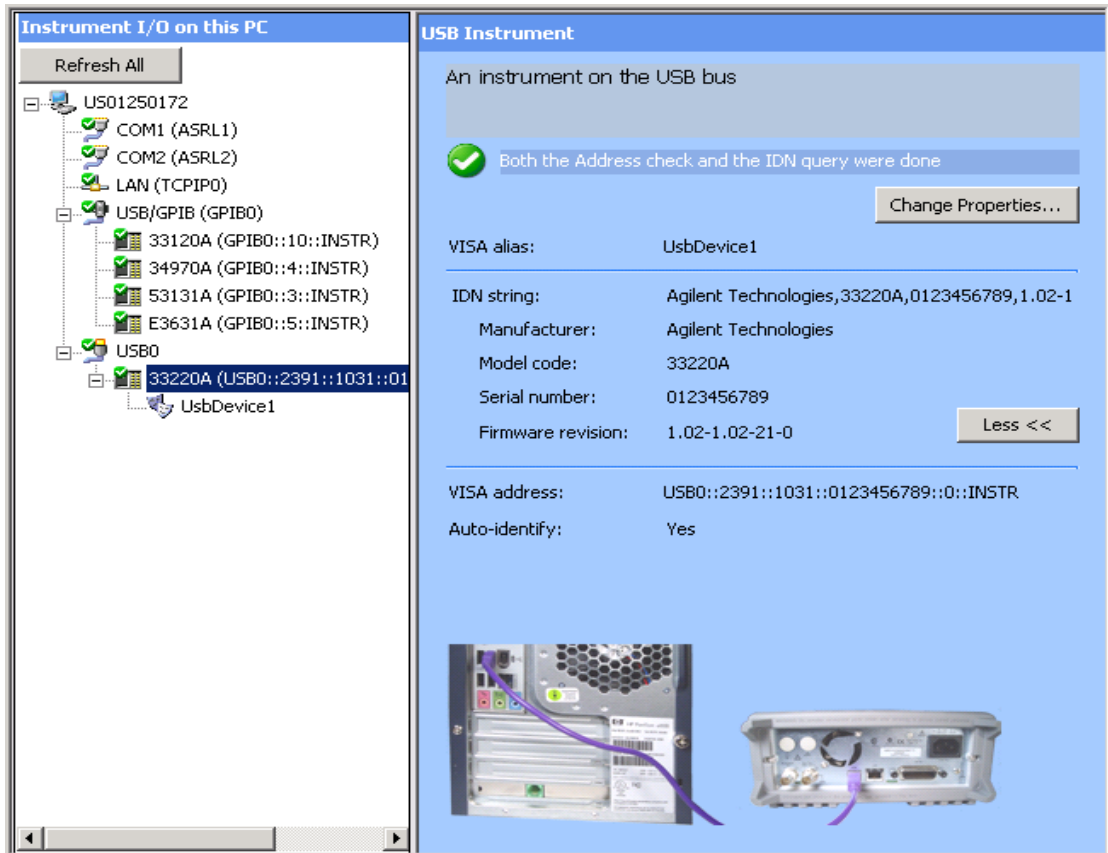 Instrument I/O on this PC
Refresh All
US01250172
COM1 (ASRL1)
COM2 (ASRL2)
LAN (TCPIP0)
USB/GPIB (GPIB0)
33120A (GPIB0::10::INSTR)
34970A (GPIB0::4::INSTR)
53131A (GPIB0::3::INSTR)
E3631A (GPIB0::5::INSTR)
USB0
33220A (USB0::2391::1031::01
UsbDevice1
USB Instrument
An instrument on the USB bus
Both the Address check and the IDN query were done
Change Properties...
VISA alias: UsbDevice1
IDN string: Agilent Technologies,33220A,0123456789,1.02-1
Manufacturer: Agilent Technologies
Model code: 33220A
Serial number: 0123456789
Firmware revision: 1.02-1.02-21-0
Less <<
VISA address: USB0::2391::1031::0123456789::0::INSTR
Auto-identify: Yes